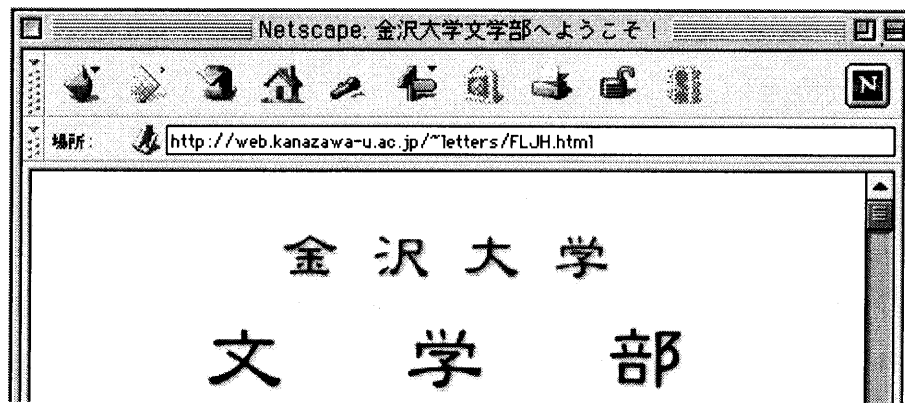 Netscape: 金沢大学文学部へようこそ！
N
場所:
http://web.kanazawa-u.ac.jp/~letters/FLJH.html
金沢大学
文学部